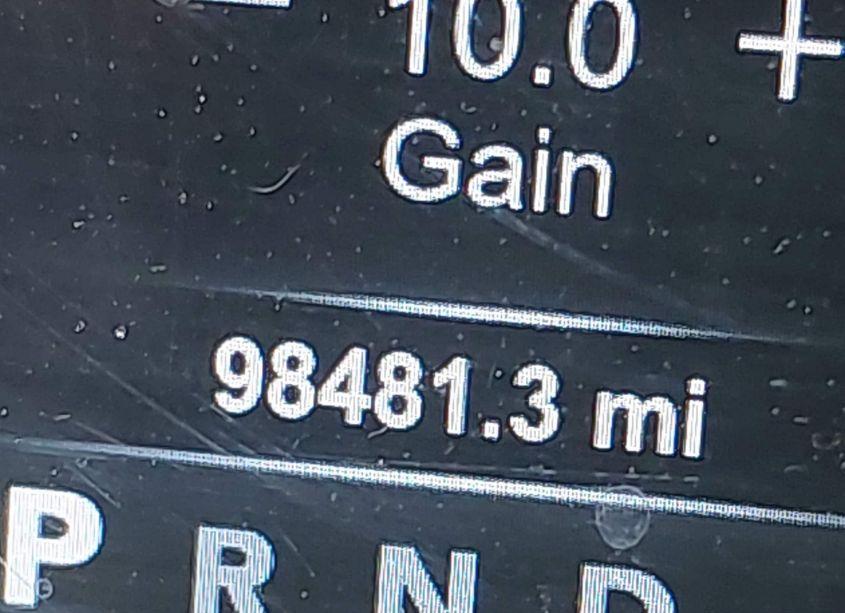 - 10.0 +
Gain
98481.3 mi
P R N D